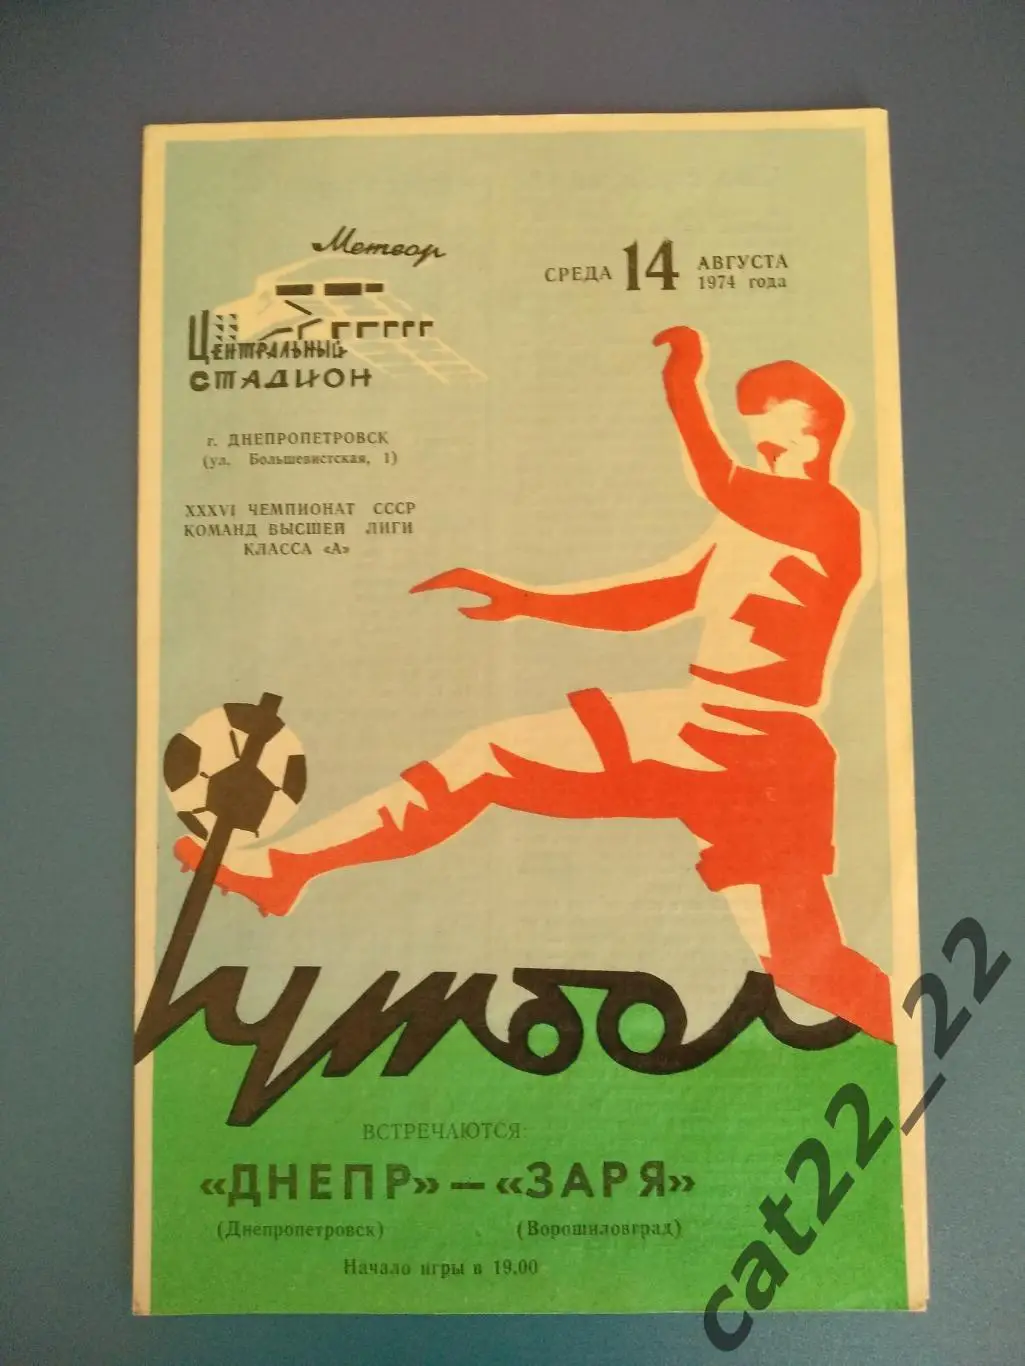 Метеор
ЦЕНТРАЛЬНЫЙ
СТАДИОН
СРЕДА 14 АВГУСТА
1974 года
г. ДНЕПРОПЕТРОВСК
(ул. Большевистская, 1)
XXXVI ЧЕМПИОНАТ СССР
КОМАНД ВЫСШЕЙ ЛИГИ
КЛАССА «А»
Футбол
ВСТРЕЧАЮТСЯ:
«ДНЕПР» — «ЗАРЯ»
(Днепропетровск) (Ворошиловград)
Начало игры в 19,00
cat22_22